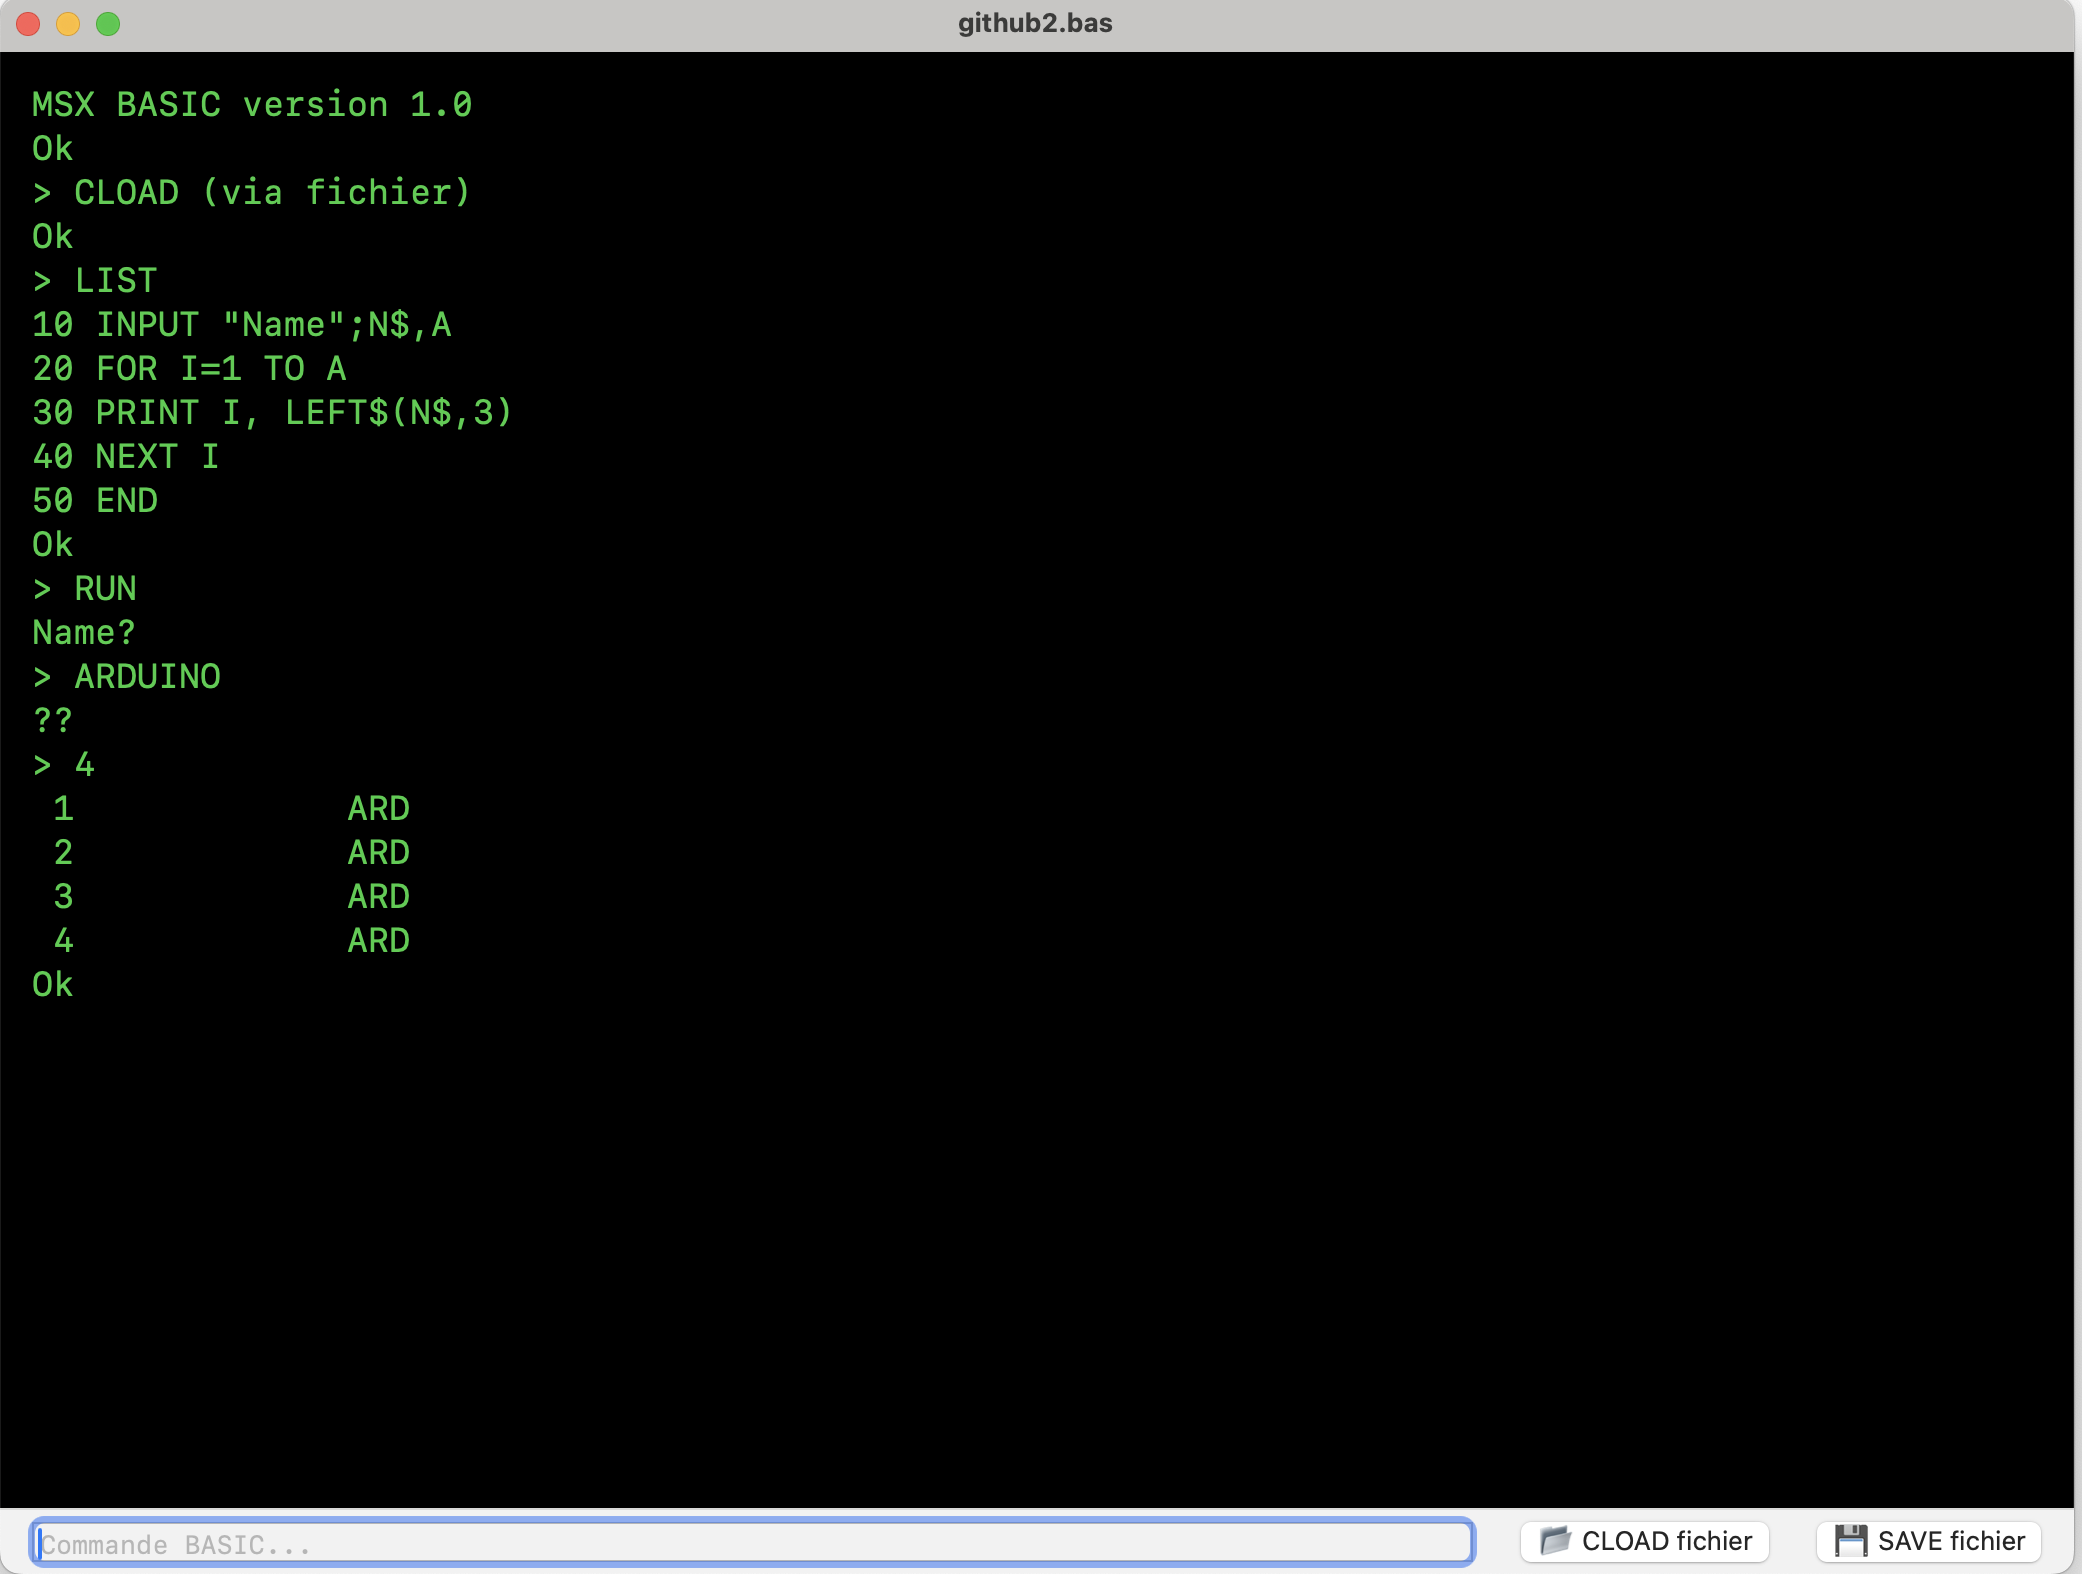 github2.bas
MSX BASIC version 1.0
Ok
> CLOAD (via fichier)
Ok
> LIST
10 INPUT "Name";N$,A
20 FOR I=1 TO A
30 PRINT I, LEFT$(N$,3)
40 NEXT I
50 END
Ok
> RUN
Name?
> ARDUINO
??
> 4
 1             ARD
 2             ARD
 3             ARD
 4             ARD
Ok
Commande BASIC...
CLOAD fichier
SAVE fichier